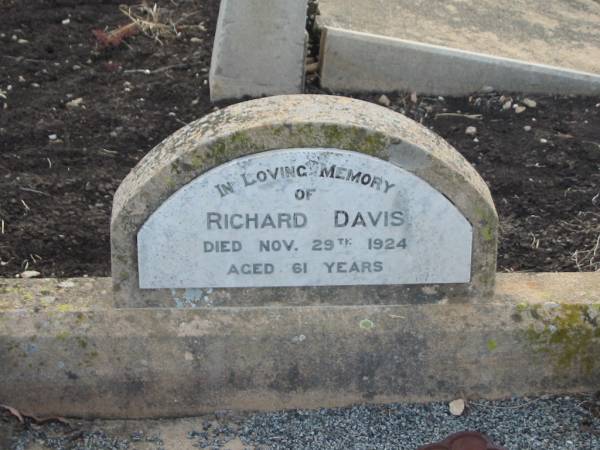 IN LOVING MEMORY
OF
RICHARD DAVIS
DIED NOV. 29TH 1924
AGED 61 YEARS